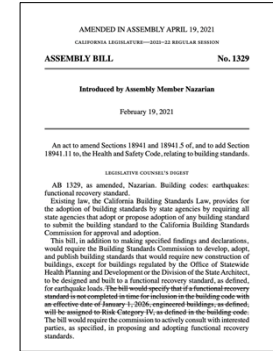 AMENDED IN ASSEMBLY APRIL 19, 2021
CALIFORNIA LEGISLATURE—2021–22 REGULAR SESSION
ASSEMBLY BILL No. 1329
Introduced by Assembly Member Nazarian
February 19, 2021
An act to amend Sections 18941 and 18941.5 of, and to add Section
18941.11 to, the Health and Safety Code, relating to building standards.
LEGISLATIVE COUNSEL'S DIGEST
AB 1329, as amended, Nazarian. Building codes: earthquakes:
functional recovery standard.
Existing law, the California Building Standards Law, provides for
the adoption of building standards by state agencies by requiring all
state agencies that adopt or propose adoption of any building standard
to submit the building standard to the California Building Standards
Commission for approval and adoption.
This bill, in addition to making specified findings and declarations,
would require the Building Standards Commission to develop, adopt,
and publish building standards that would require new construction of
buildings, except for buildings regulated by the Office of Statewide
Health Planning and Development or the Division of the State Architect,
to be designed and built to a functional recovery standard, as defined,
for earthquake loads. The bill would specify that if a functional recovery
standard is not completed in time for inclusion in the building code with
an effective date of January 1, 2026, engineered buildings, as defined,
will be assigned to Risk Category IV, as defined in the building code.
The bill would require the commission to actively consult with interested
parties, as specified, in proposing and adopting functional recovery
standards.